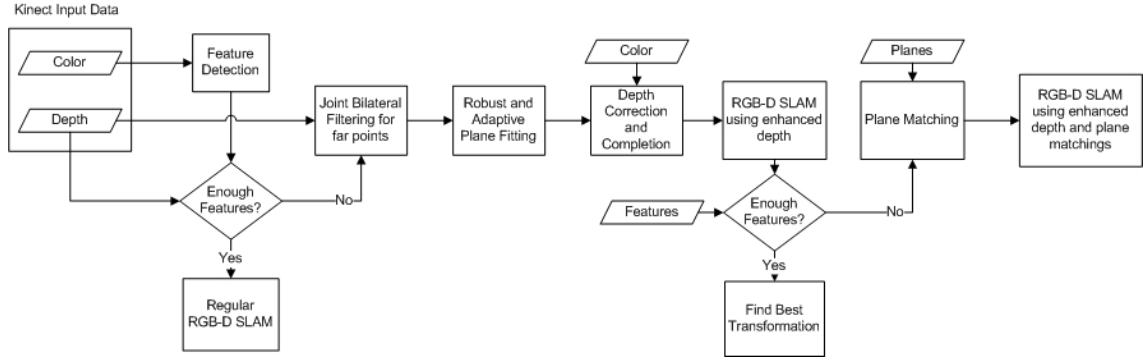 Kinect Input Data
Color
Depth
Feature
Detection
Enough
Features?
No
Yes
Regular
RGB-D SLAM
Joint Bilateral
Filtering for
far points
Robust and
Adaptive
Plane Fitting
Color
Depth
Correction
and
Completion
RGB-D SLAM
using enhanced
depth
Features
Enough
Features?
No
Yes
Find Best
Transformation
Planes
Plane Matching
RGB-D SLAM
using enhanced
depth and plane
matchings